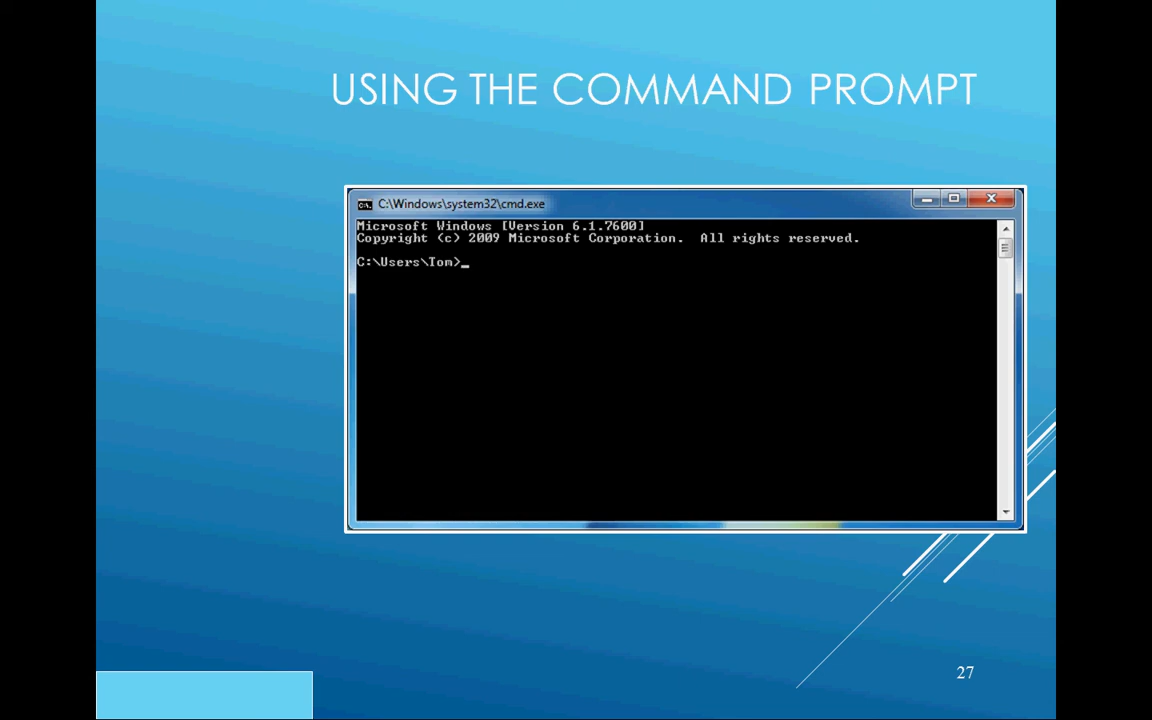 USING THE COMMAND PROMPT
C:\Windows\system32\cmd.exe
Microsoft Windows [Version 6.1.7600]
Copyright (c) 2009 Microsoft Corporation.  All rights reserved.
C:\Users\Tom>_
27